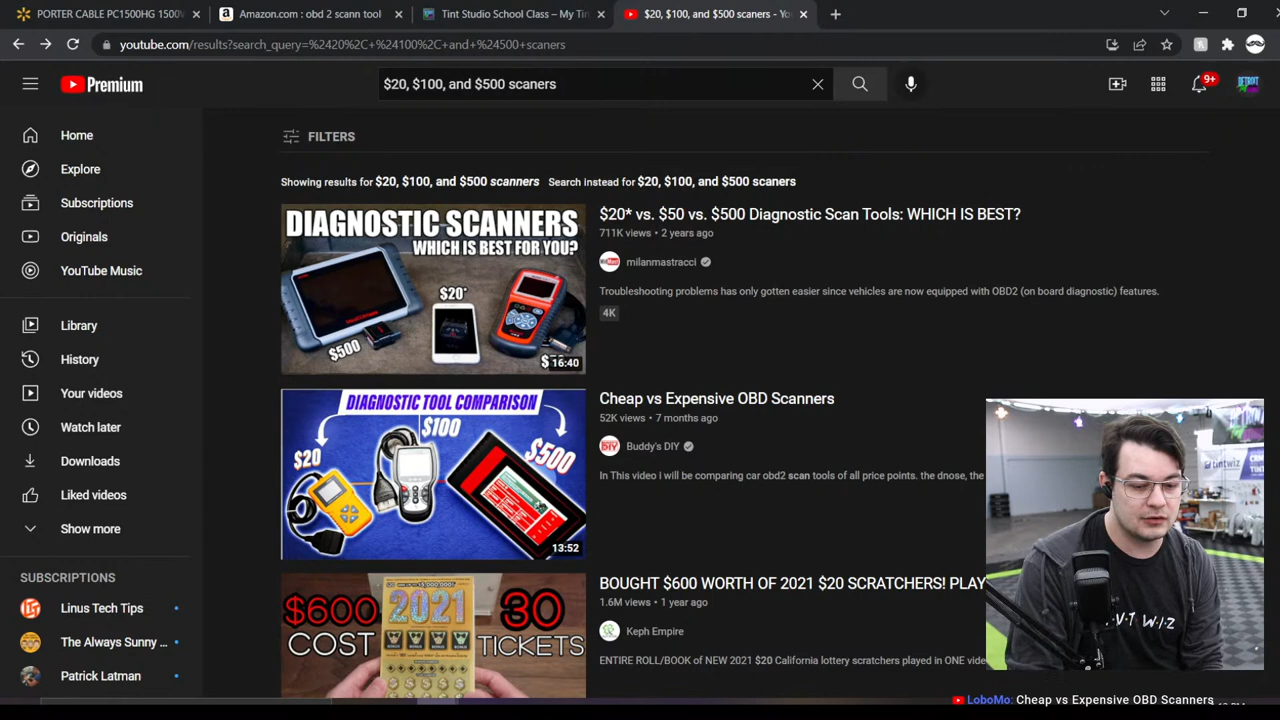 PORTER CABLE PC1500HG 1500V
Amazon.com : obd 2 scann tool
Tint Studio School Class – My Tin
$20, $100, and $500 scaners - Yo
youtube.com/results?search_query=%2420%2C+%24100%2C+and+%24500+scaners
Premium
$20, $100, and $500 scaners
9+
DETROIT
Home
Explore
Subscriptions
Originals
YouTube Music
Library
History
Your videos
Watch later
Downloads
Liked videos
Show more
SUBSCRIPTIONS
Linus Tech Tips
The Always Sunny ...
Patrick Latman
FILTERS
Showing results for $20, $100, and $500 scanners Search instead for $20, $100, and $500 scaners
DIAGNOSTIC SCANNERS
WHICH IS BEST FOR YOU?
$20*
$500
16:40
$20* vs. $50 vs. $500 Diagnostic Scan Tools: WHICH IS BEST?
711K views • 2 years ago
milanmastracci
Troubleshooting problems has only gotten easier since vehicles are now equipped with OBD2 (on board diagnostic) features.
4K
DIAGNOSTIC TOOL COMPARISON
$20
$100
$500
13:52
Cheap vs Expensive OBD Scanners
52K views • 7 months ago
Buddy's DIY
In This video i will be comparing car obd2 scan tools of all price points. the dnose, the
$600
COST
2021
30
TICKETS
BOUGHT $600 WORTH OF 2021 $20 SCRATCHERS! PLAY
1.6M views • 1 year ago
Keph Empire
ENTIRE ROLL/BOOK of NEW 2021 $20 California lottery scratchers played in ONE video
LoboMo: Cheap vs Expensive OBD Scanners